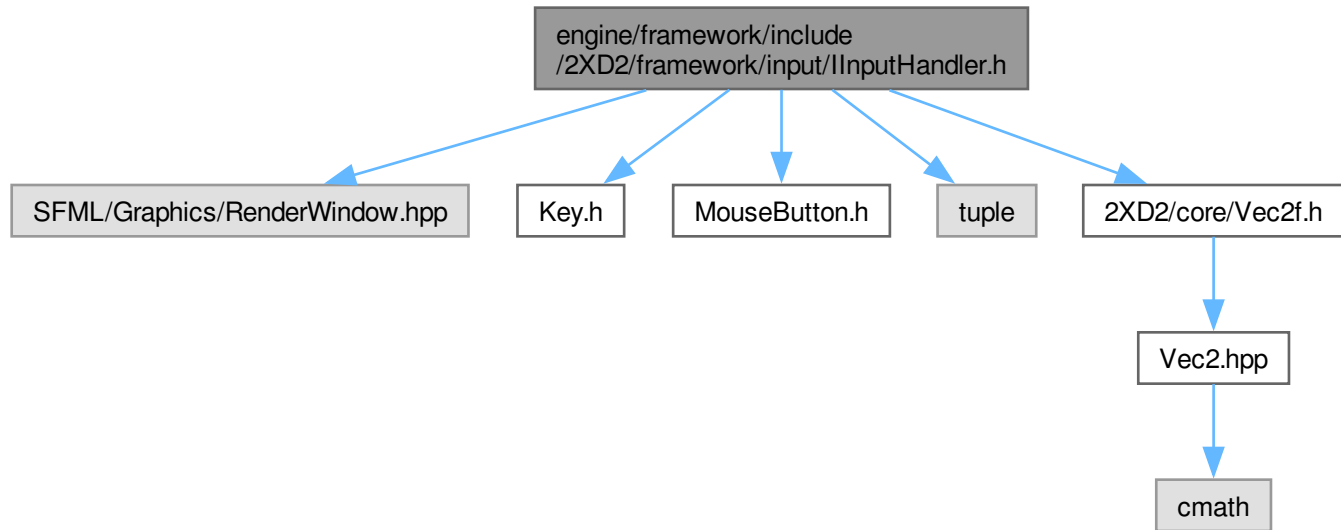 engine/framework/include
/2XD2/framework/input/IInputHandler.h
SFML/Graphics/RenderWindow.hpp
Key.h
MouseButton.h
tuple
2XD2/core/Vec2f.h
Vec2.hpp
cmath